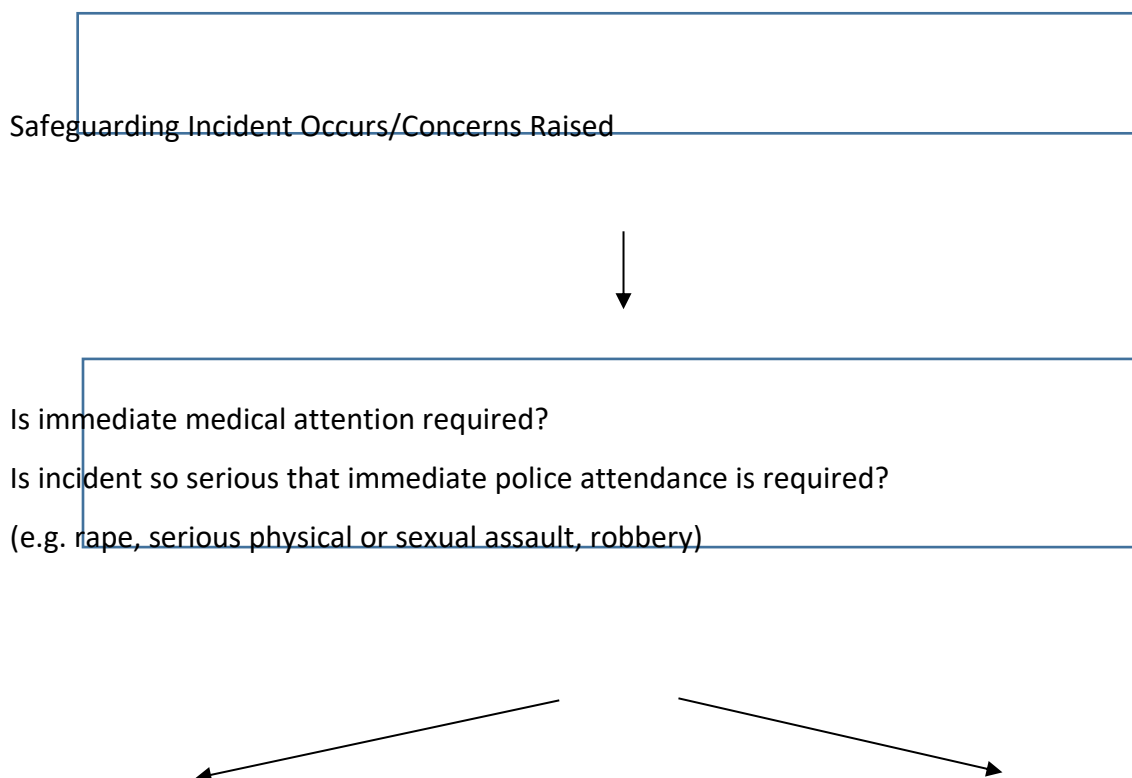 Safeguarding Incident Occurs/Concerns Raised
Is immediate medical attention required?
Is incident so serious that immediate police attendance is required?
(e.g. rape, serious physical or sexual assault, robbery)